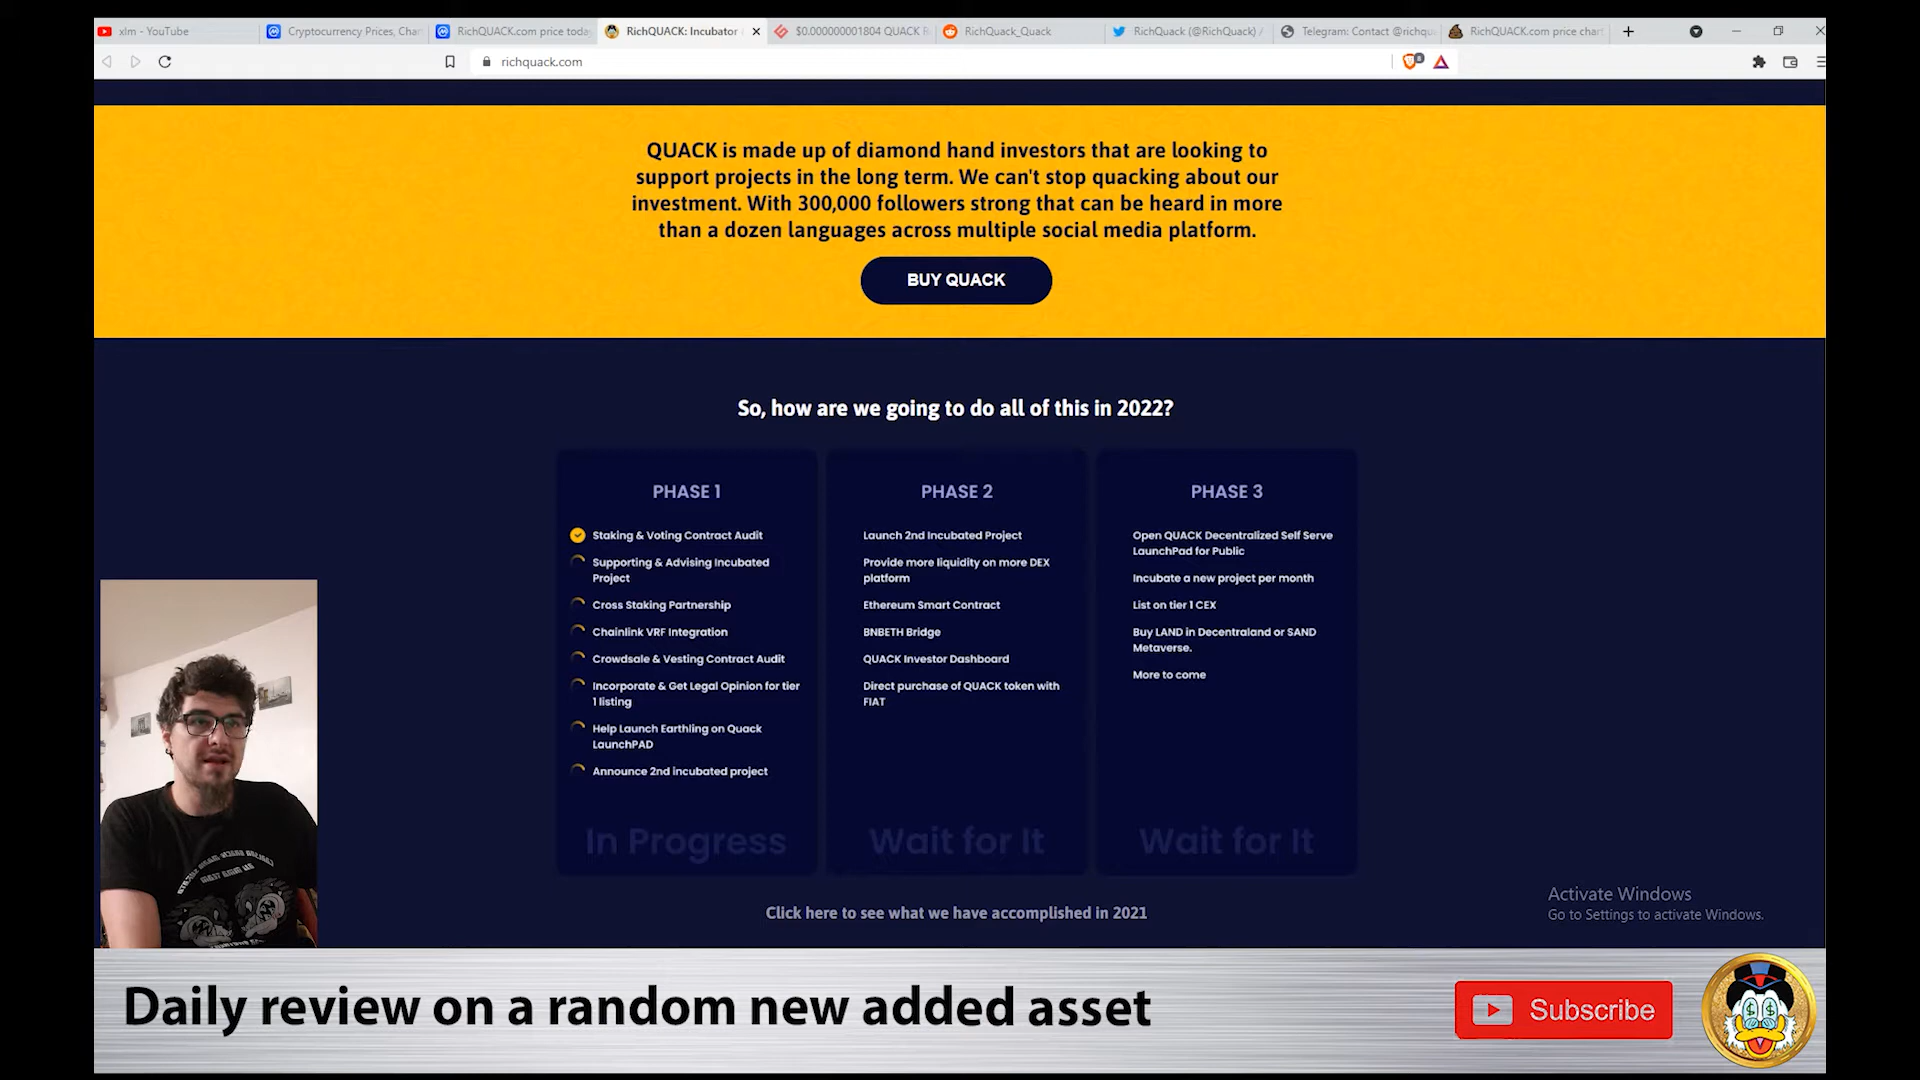 xlm - YouTube
Cryptocurrency Prices, Char
RichQUACK.com price toda
RichQUACK: Incubator
$0.000000001804 QUACK
RichQuack_Quack
RichQuack (@RichQuack) /
Telegram: Contact @richqu
RichQUACK.com price chart
richquack.com
QUACK is made up of diamond hand investors that are looking to
support projects in the long term. We can't stop quacking about our
investment. With 300,000 followers strong that can be heard in more
than a dozen languages across multiple social media platform.
BUY QUACK
So, how are we going to do all of this in 2022?
PHASE 1
Staking & Voting Contract Audit
Supporting & Advising Incubated
Project
Cross Staking Partnership
Chainlink VRF Integration
Crowdsale & Vesting Contract Audit
Incorporate & Get Legal Opinion for tier
1 listing
Help Launch Earthling on Quack
LaunchPAD
Announce 2nd incubated project
In Progress
PHASE 2
Launch 2nd Incubated Project
Provide more liquidity on more DEX
platform
Ethereum Smart Contract
BNBETH Bridge
QUACK Investor Dashboard
Direct purchase of QUACK token with
FIAT
Wait for It
PHASE 3
Open QUACK Decentralized Self Serve
LaunchPad for Public
Incubate a new project per month
List on tier 1 CEX
Buy LAND in Decentraland or SAND
Metaverse.
More to come
Wait for It
Click here to see what we have accomplished in 2021
Activate Windows
Go to Settings to activate Windows.
Daily review on a random new added asset
Subscribe